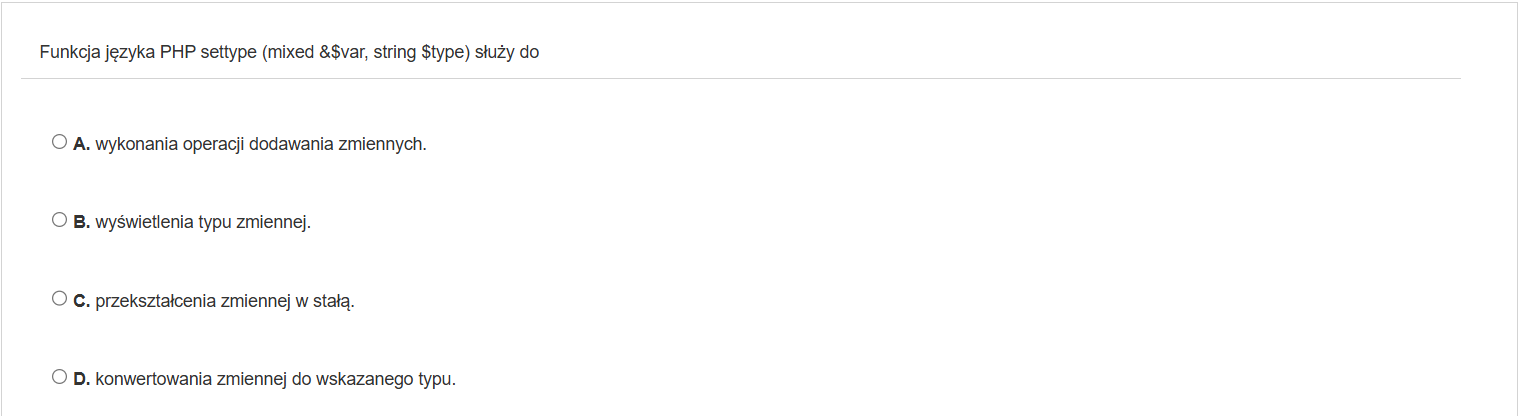 Funkcja języka PHP settype (mixed &$var, string $type) służy do
A. wykonania operacji dodawania zmiennych.
B. wyświetlenia typu zmiennej.
C. przekształcenia zmiennej w stałą.
D. konwertowania zmiennej do wskazanego typu.